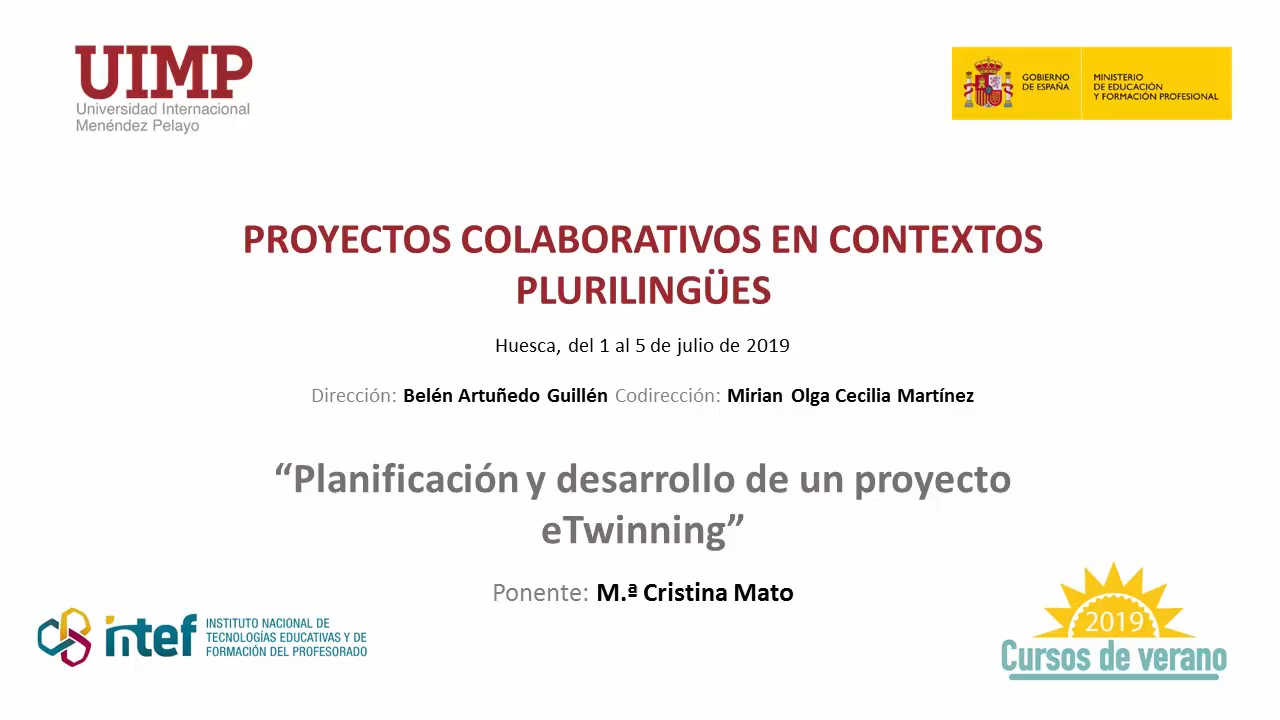 UIMP
Universidad Internacional
Menéndez Pelayo
GOBIERNO
DE ESPAÑA
MINISTERIO
DE EDUCACIÓN
Y FORMACIÓN PROFESIONAL
PROYECTOS COLABORATIVOS EN CONTEXTOS
PLURILINGÜES
Huesca, del 1 al 5 de julio de 2019
Dirección: Belén Artuñedo Guillén Codirección: Mirian Olga Cecilia Martínez
“Planificación y desarrollo de un proyecto
eTwinning”
Ponente: M.ª Cristina Mato
intef
INSTITUTO NACIONAL DE
TECNOLOGÍAS EDUCATIVAS Y DE
FORMACIÓN DEL PROFESORADO
2019
Cursos de verano